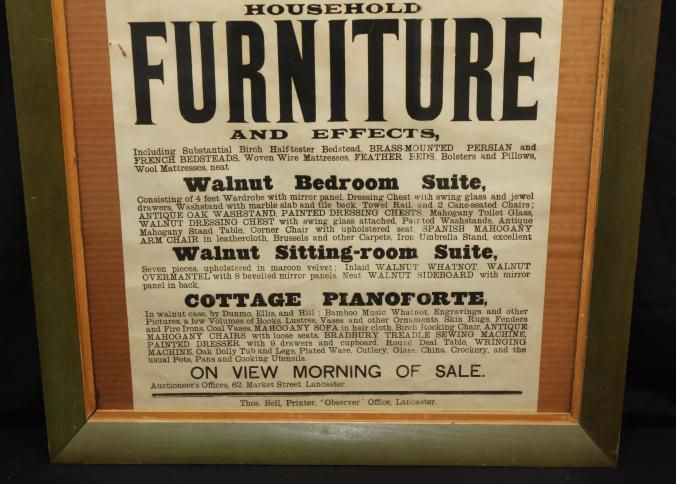 HOUSEHOLD
FURNITURE
AND EFFECTS,
Including Substantial Birch Half-tester Bedstead, BRASS-MOUNTED PERSIAN and
FRENCH BEDSTEADS, Woven Wire Mattresses, FEATHER BEDS, Bolsters and Pillows,
Wool Mattresses, neat
Walnut Bedroom Suite,
Consisting of 4 feet Wardrobe with mirror panel, Dressing Chest with swing glass and jewel
drawers, Washstand with marble slab and tile back, Towel Rail, and 2 Cane-seated Chairs;
ANTIQUE OAK WASHSTAND, PAINTED DRESSING CHESTS, Mahogany Toilet Glass,
WALNUT DRESSING CHEST with swing glass attached, Painted Washstands, Antique
Mahogany Stand Table, Corner Chair with upholstered seat, SPANISH MAHOGANY
ARM CHAIR in leathercloth, Brussels and other Carpets, Iron Umbrella Stand, excellent
Walnut Sitting-room Suite,
Seven pieces, upholstered in maroon velvet; Inlaid WALNUT WHATNOT, WALNUT
OVERMANTEL with 8 bevelled mirror panels, Neat WALNUT SIDEBOARD with mirror
panel in back,
COTTAGE PIANOFORTE,
In walnut case, by Dunmo, Ellis, and Hill; Bamboo Music Whatnot, Engravings and other
Pictures, a few Volumes of Books, Lustres, Vases and other Ornaments, Skin Rugs, Fenders
and Fire Irons, Coal Vases, MAHOGANY SOFA in hair cloth, Birch Rocking Chair, ANTIQUE
MAHOGANY CHAIRS with loose seats, BRADBURY TREADLE SEWING MACHINE,
PAINTED DRESSER with 9 drawers and cupboard, Round Deal Table, WRINGING
MACHINE, Oak Dolly Tub and Legs, Plated Ware, Cutlery, Glass, China, Crockery, and the
usual Pots, Pans and Cooking Utensils.
ON VIEW MORNING OF SALE.
Auctioneer's Offices, 62, Market Street, Lancaster.
Thos. Bell, Printer, "Observer" Office, Lancaster.